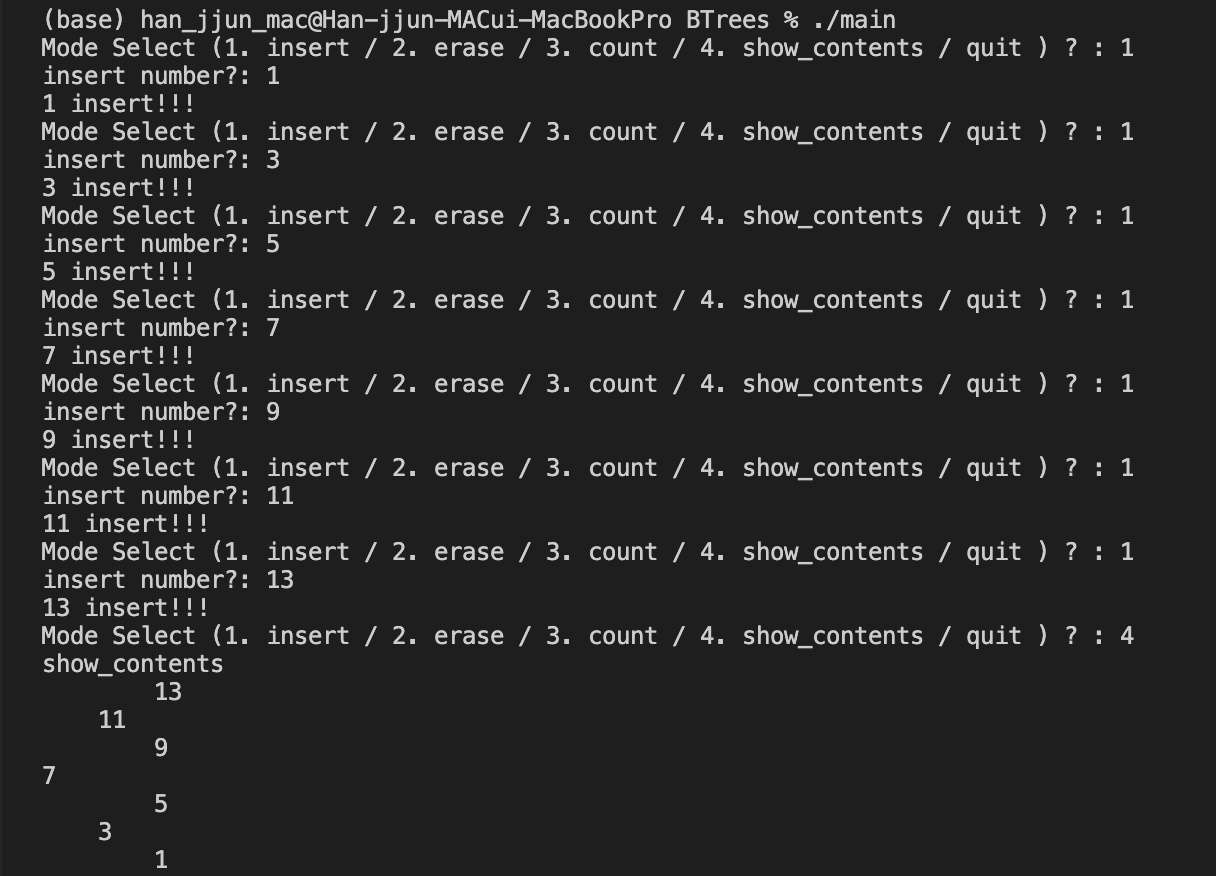 (base) han_jjun_mac@Han-jjun-MACui-MacBookPro BTrees % ./main
Mode Select (1. insert / 2. erase / 3. count / 4. show_contents / quit ) ? : 1
insert number?: 1
1 insert!!!
Mode Select (1. insert / 2. erase / 3. count / 4. show_contents / quit ) ? : 1
insert number?: 3
3 insert!!!
Mode Select (1. insert / 2. erase / 3. count / 4. show_contents / quit ) ? : 1
insert number?: 5
5 insert!!!
Mode Select (1. insert / 2. erase / 3. count / 4. show_contents / quit ) ? : 1
insert number?: 7
7 insert!!!
Mode Select (1. insert / 2. erase / 3. count / 4. show_contents / quit ) ? : 1
insert number?: 9
9 insert!!!
Mode Select (1. insert / 2. erase / 3. count / 4. show_contents / quit ) ? : 1
insert number?: 11
11 insert!!!
Mode Select (1. insert / 2. erase / 3. count / 4. show_contents / quit ) ? : 1
insert number?: 13
13 insert!!!
Mode Select (1. insert / 2. erase / 3. count / 4. show_contents / quit ) ? : 4
show_contents
        13
    11
        9
7
        5
    3
        1